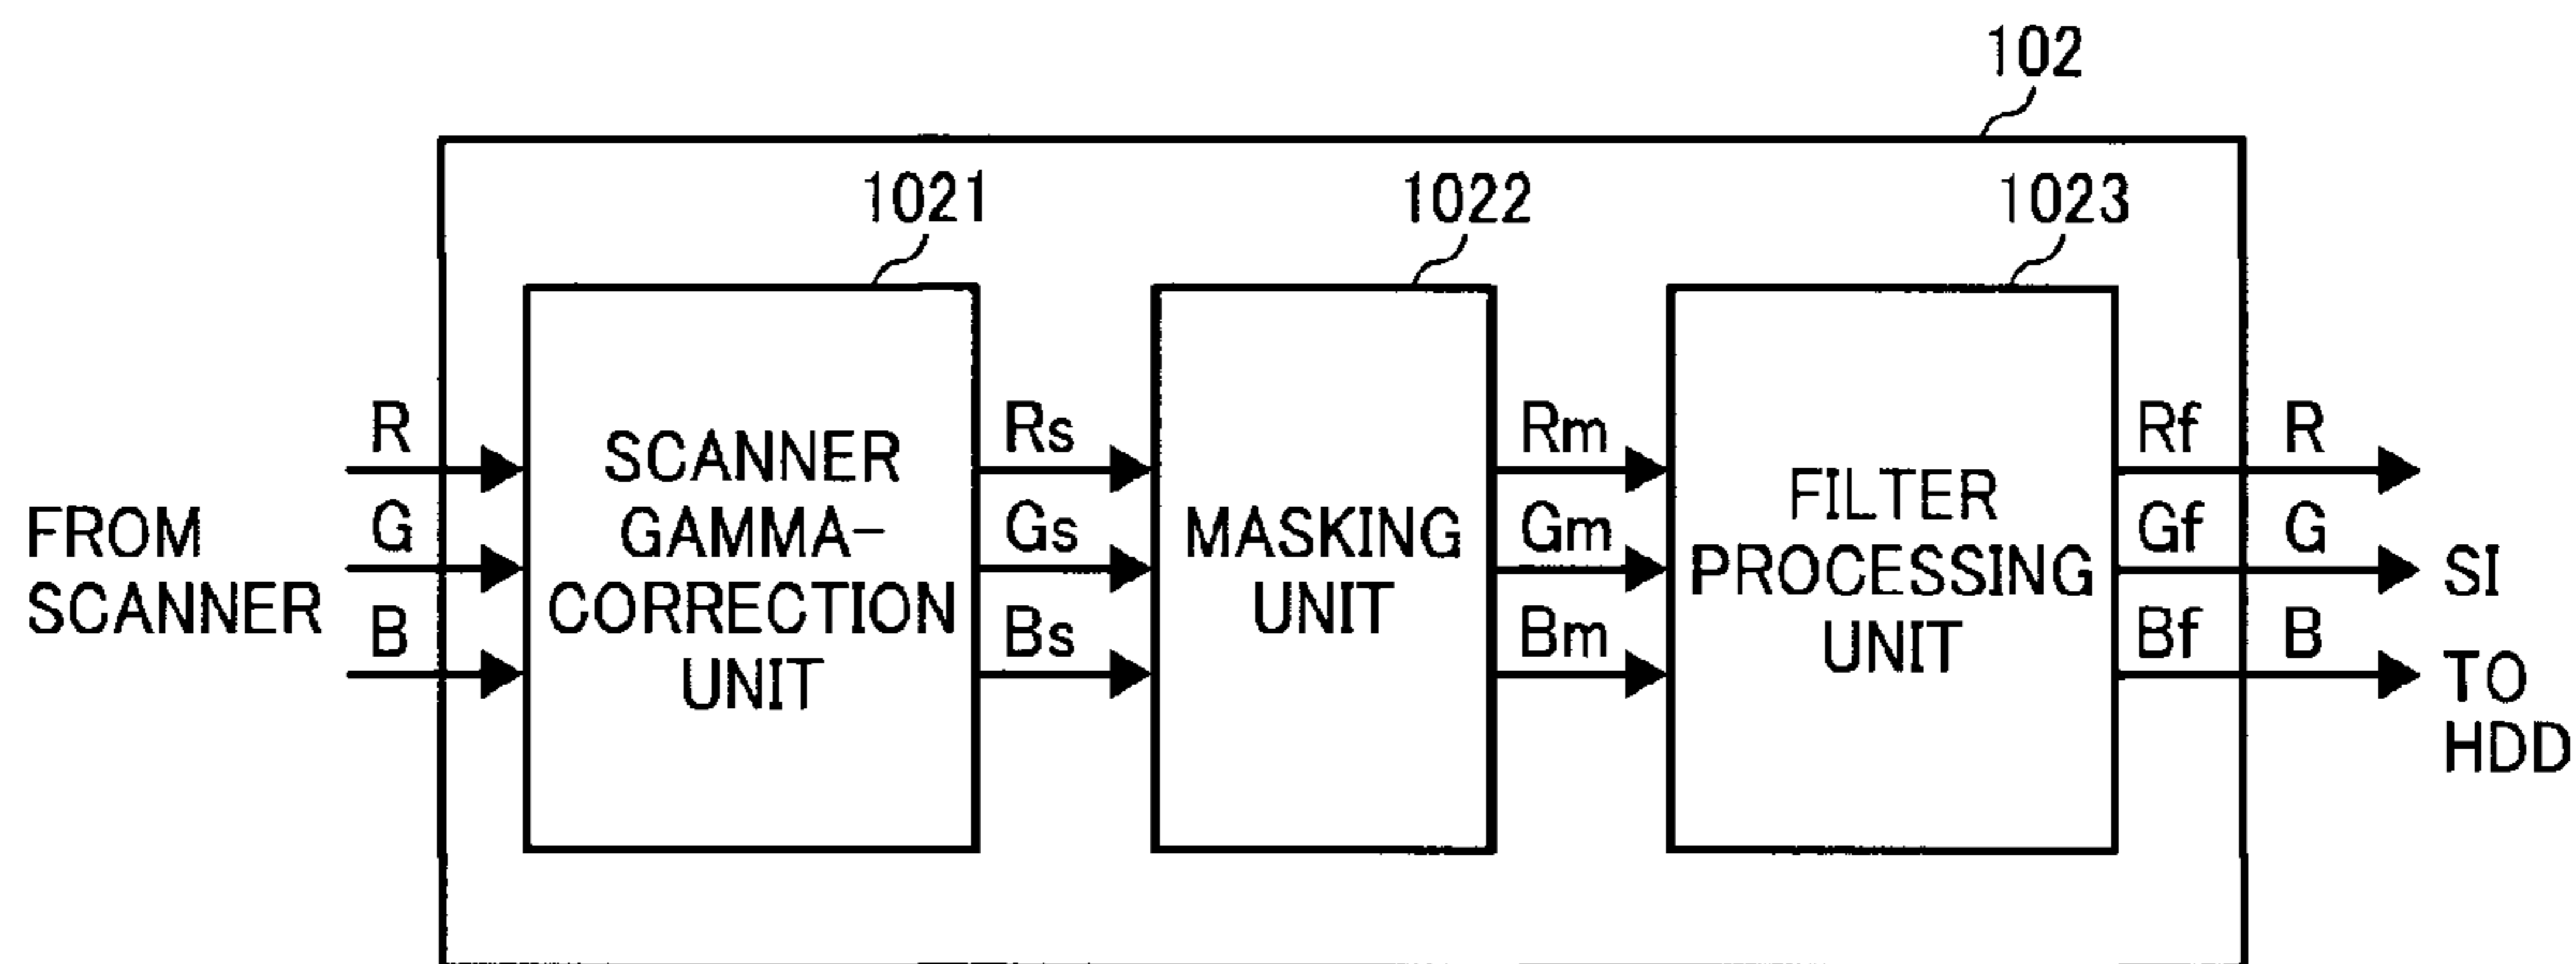 102
1021
1022
1023
FROM
SCANNER
R
G
B
SCANNER
GAMMA-
CORRECTION
UNIT
Rs
Gs
Bs
MASKING
UNIT
Rm
Gm
Bm
FILTER
PROCESSING
UNIT
Rf
Gf
Bf
R
G
B
SI
TO
HDD